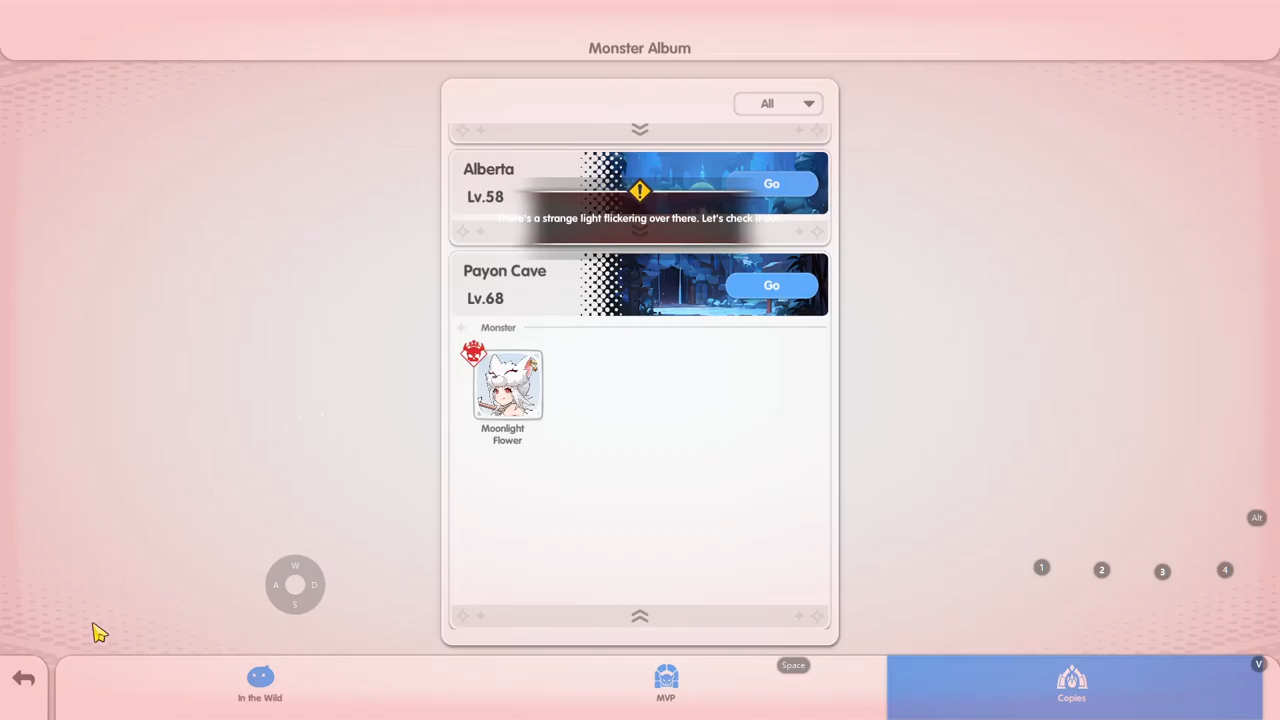 Monster Album
All
Alberta
Go
Lv.58
There's a strange light flickering over there. Let's check it out!
Payon Cave
Go
Lv.68
Monster
Moonlight
Flower
Alt
W
A D
S
1 2 3 4
Space
V
In the Wild
MVP
Copies